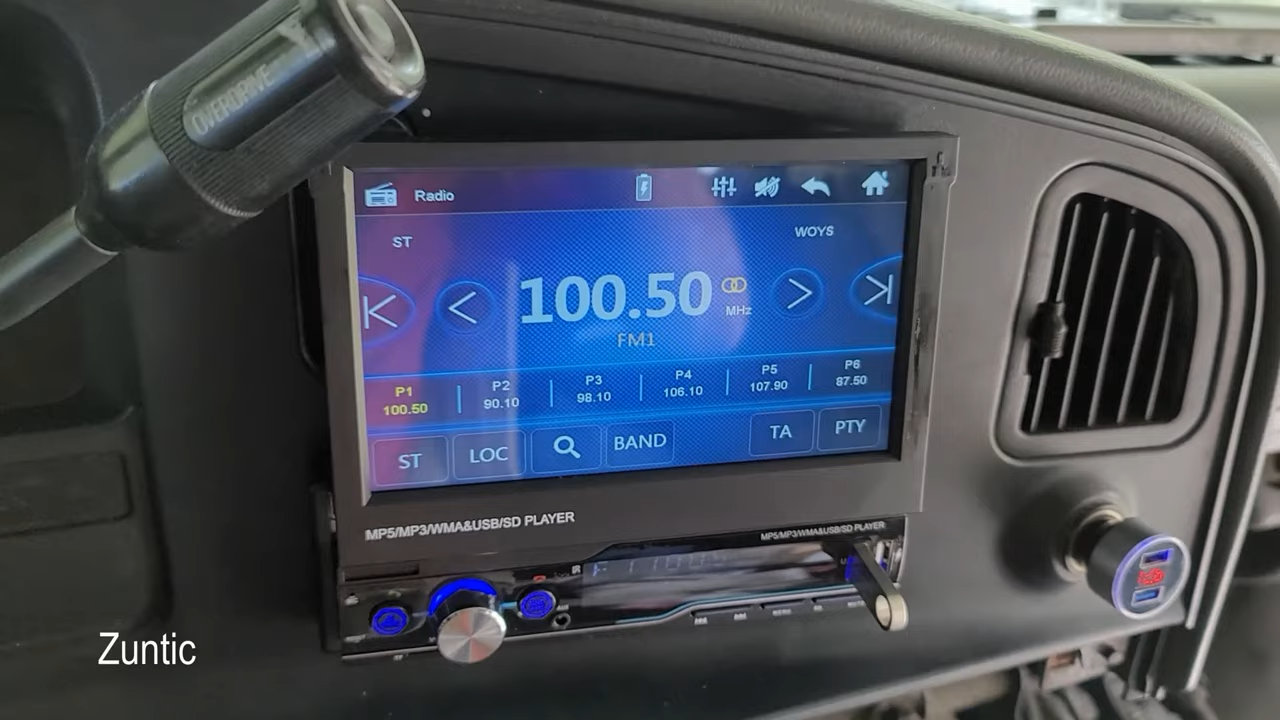 OVERDRIVE
Radio
ST
WOYS
100.50
MHz
FM1
P1
100.50
P2
90.10
P3
98.10
P4
106.10
P5
107.90
P6
87.50
ST
LOC
BAND
TA
PTY
MP5/MP3/WMA&USB/SD PLAYER
MP5/MP3/WMA&USB/SD PLAYER
IR
Zuntic